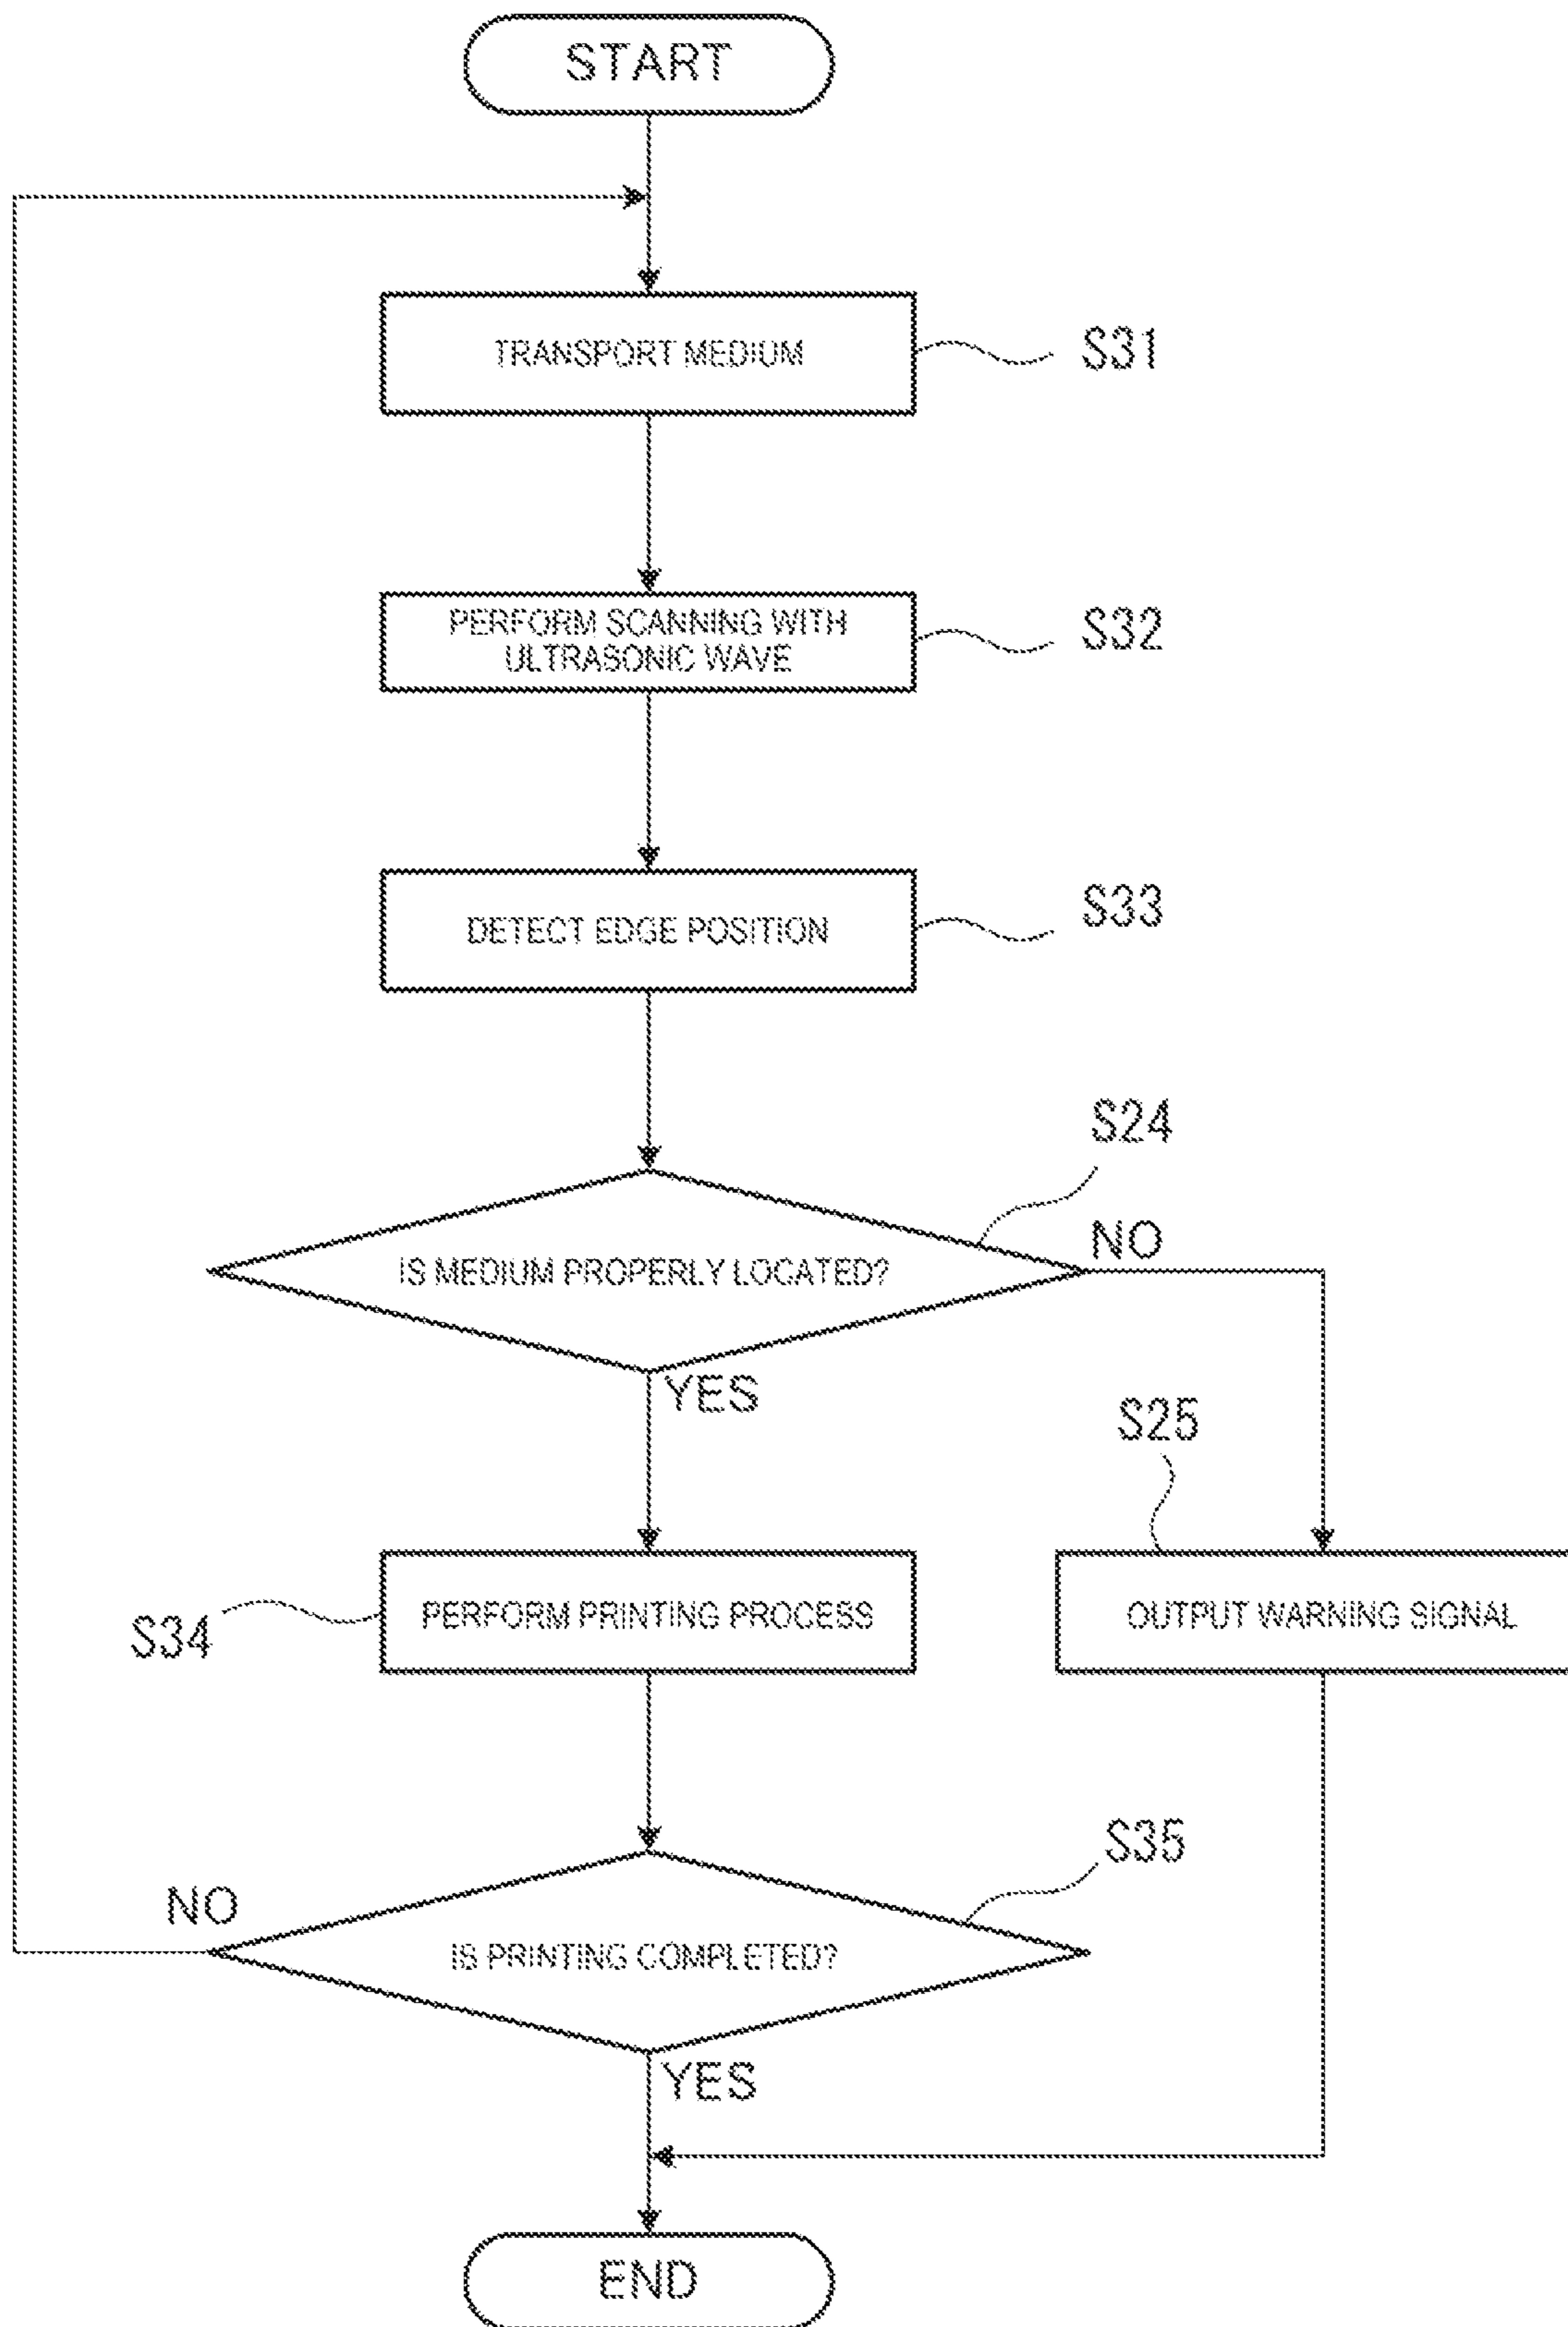 START
TRANSPORT MEDIUM
S31
PERFORM SCANNING WITH
ULTRASONIC WAVE
S32
DETECT EDGE POSITION
S33
S24
IS MEDIUM PROPERLY LOCATED?
NO
YES
S25
S34
PERFORM PRINTING PROCESS
OUTPUT WARNING SIGNAL
S35
NO
IS PRINTING COMPLETED?
YES
END